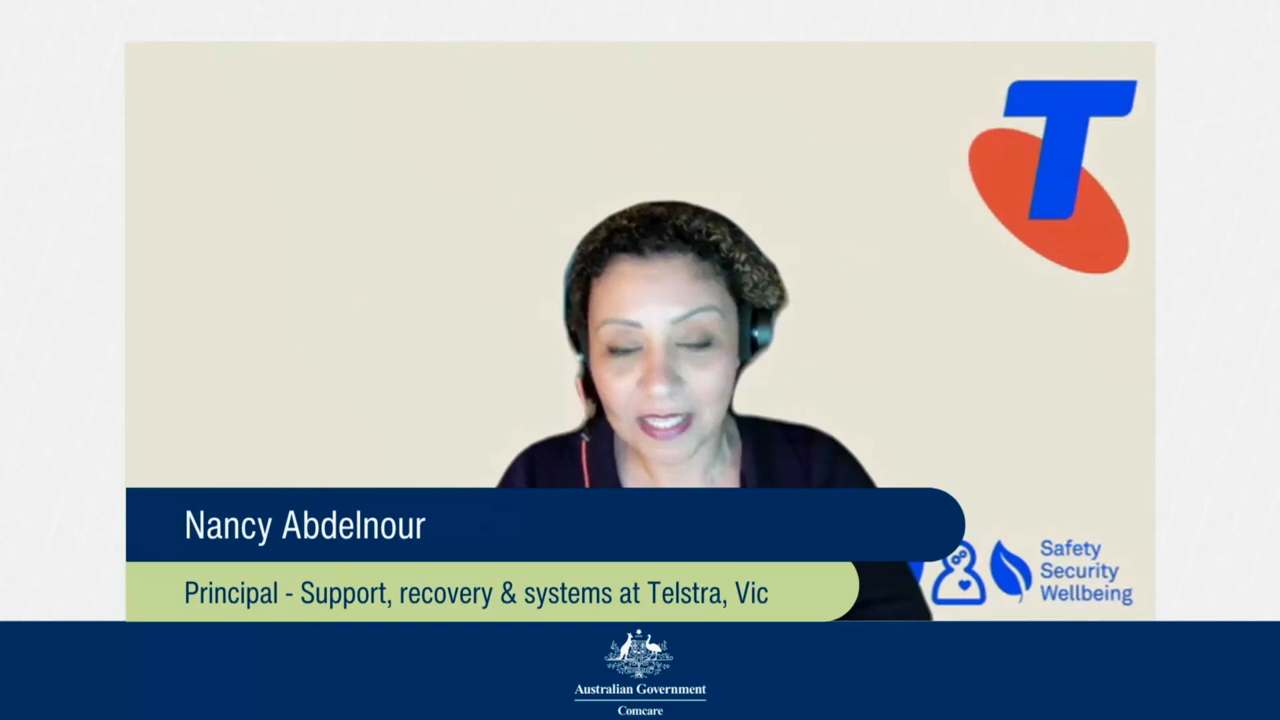 T
Nancy Abdelnour
Principal - Support, recovery & systems at Telstra, Vic
Safety
Security
Wellbeing
Australian Government
Comcare